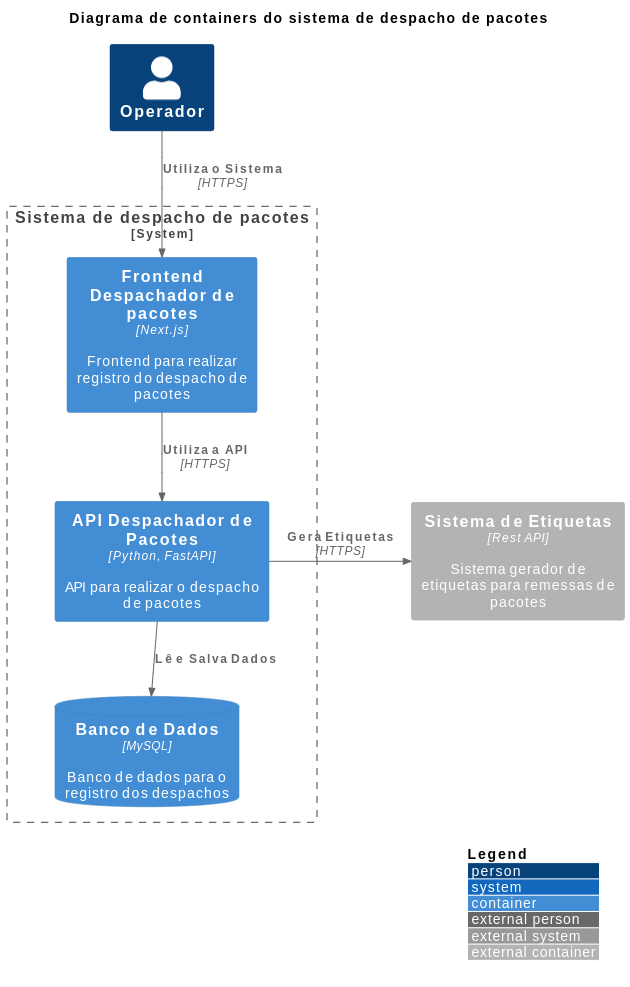 Diagrama de containers do sistema de despacho de pacotes
Operador
Utiliza o Sistema
[HTTPS]
Sistema de despacho de pacotes
[System]
Frontend
Despachador de
pacotes
[Next.js]
Frontend para realizar
registro do despacho de
pacotes
Utiliza a API
[HTTPS]
API Despachador de
Pacotes
[Python, FastAPI]
API para realizar o despacho
de pacotes
Gera Etiquetas
[HTTPS]
Sistema de Etiquetas
[Rest API]
Sistema gerador de
etiquetas para remessas de
pacotes
Lê e Salva Dados
Banco de Dados
[MySQL]
Banco de dados para o
registro dos despachos
Legend
person
system
container
external person
external system
external container